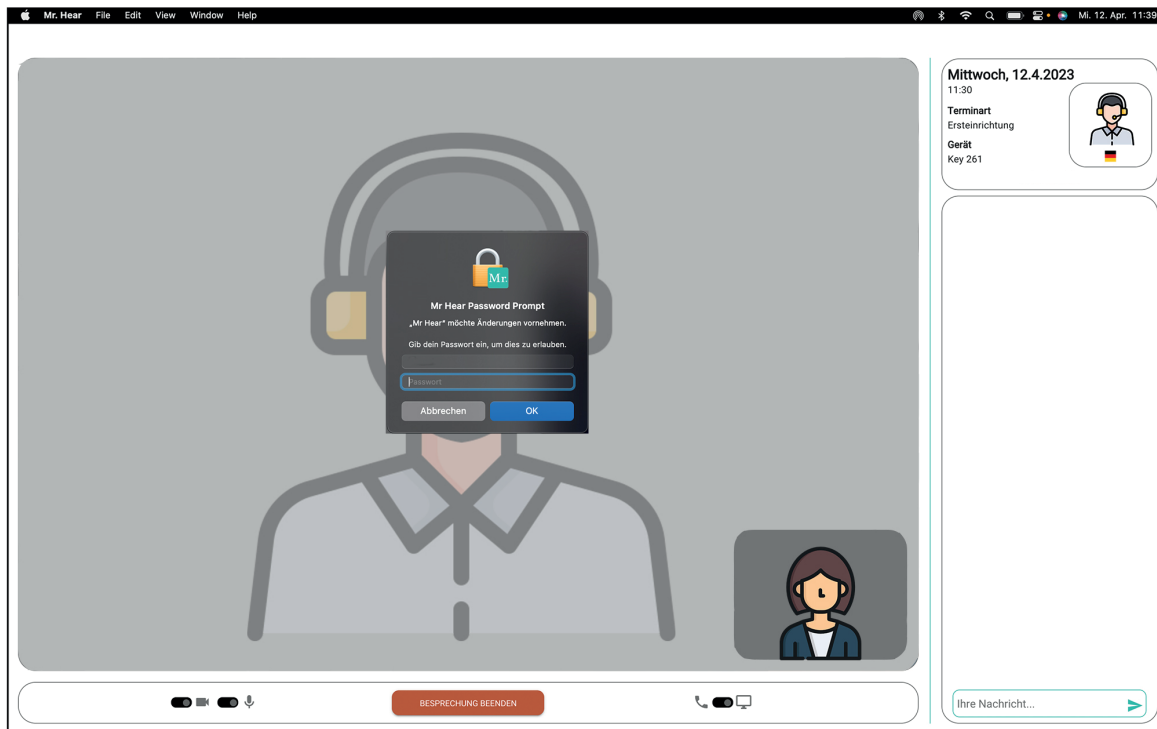 Mr. Hear File Edit View Window Help
Mi. 12. Apr. 11:39
Mittwoch, 12.4.2023
11:30
Terminart
Ersteinrichtung
Gerät
Key 261
Mr.
Mr Hear Password Prompt
„Mr Hear“ möchte Änderungen vornehmen.
Gib dein Passwort ein, um dies zu erlauben.
Passwort
Abbrechen OK
BESPRECHUNG BEENDEN
Ihre Nachricht...